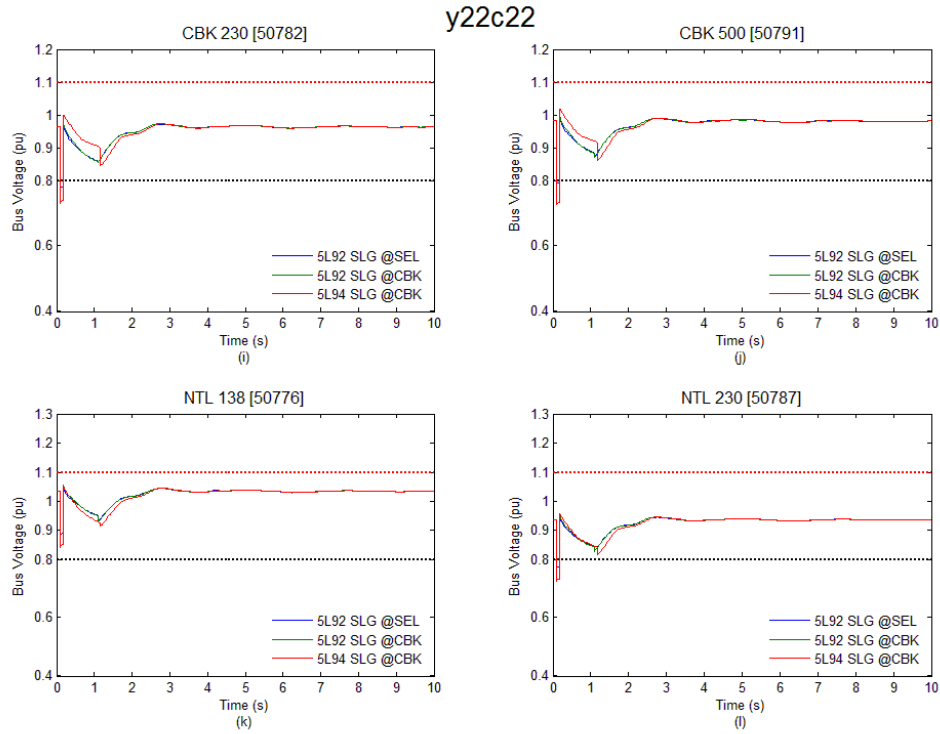 y22c22
CBK 230 [50782]
1.2
1.1
1
0.9
0.8
0.6
0.4
Bus Voltage (pu)
5L92 SLG @SEL
5L92 SLG @CBK
5L94 SLG @CBK
0 1 2 3 4 5 6 7 8 9 10
Time (s)
(i)
CBK 500 [50791]
1.2
1.1
1
0.9
0.8
0.6
0.4
Bus Voltage (pu)
5L92 SLG @SEL
5L92 SLG @CBK
5L94 SLG @CBK
0 1 2 3 4 5 6 7 8 9 10
Time (s)
(j)
NTL 138 [50776]
1.3
1.2
1.1
1
0.9
0.8
0.6
0.4
Bus Voltage (pu)
5L92 SLG @SEL
5L92 SLG @CBK
5L94 SLG @CBK
0 1 2 3 4 5 6 7 8 9 10
Time (s)
(k)
NTL 230 [50787]
1.3
1.2
1.1
1
0.9
0.8
0.6
0.4
Bus Voltage (pu)
5L92 SLG @SEL
5L92 SLG @CBK
5L94 SLG @CBK
0 1 2 3 4 5 6 7 8 9 10
Time (s)
(l)